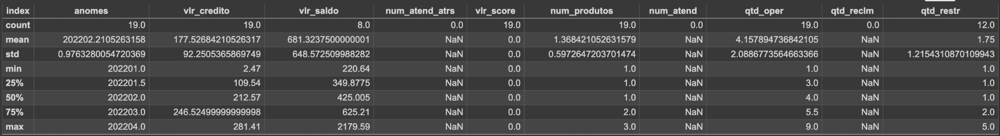 index anomes vlr_credito vlr_saldo num_atend_atrs vlr_score num_produtos num_atend qtd_oper qtd_reclm qtd_restr
count 19.0 19.0 8.0 0.0 19.0 19.0 0.0 19.0 0.0 12.0
mean 202202.2105263158 177.52684210526317 681.3237500000001 NaN 0.0 1.368421052631579 NaN 4.157894736842105 NaN 1.75
std 0.97632800547203​69 92.2505365869749 648.572509988282 NaN 0.0 0.5972647203701474 NaN 2.0886773564663366 NaN 1.2154310870109943
min 202201.0 2.47 220.64 NaN 0.0 1.0 NaN 1.0 NaN 1.0
25% 202201.5 109.54 349.8775 NaN 0.0 1.0 NaN 3.0 NaN 1.0
50% 202202.0 212.57 425.005 NaN 0.0 1.0 NaN 4.0 NaN 1.0
75% 202203.0 246.52499999999998 625.21 NaN 0.0 2.0 NaN 5.5 NaN 2.0
max 202204.0 281.41 2179.59 NaN 0.0 3.0 NaN 9.0 NaN 5.0